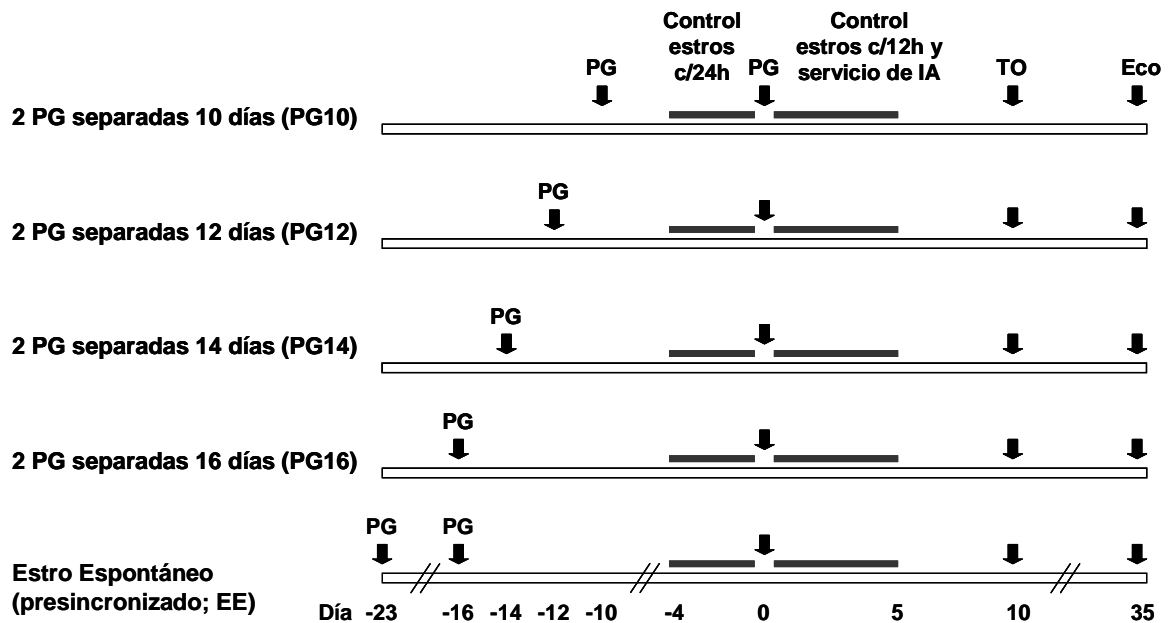 Control
estros
c/24h
Control
estros c/12h y
servicio de IA
PG
PG
TO
Eco
2 PG separadas 10 días (PG10)
PG
2 PG separadas 12 días (PG12)
PG
2 PG separadas 14 días (PG14)
PG
2 PG separadas 16 días (PG16)
PG
PG
Estro Espontáneo
(presincronizado; EE)
Día -23 -16 -14 -12 -10 -4 0 5 10 35